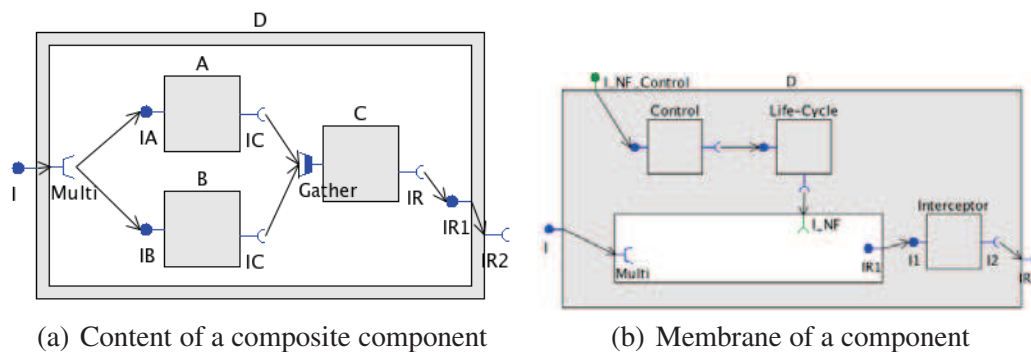 D
A
IA
IC
C
I
Multi
Gather
B
IR
IR1
IB
IC
IR2
(a) Content of a composite component
I_NF_Control
D
Control
Life-Cycle
Interceptor
I_NF
I
Multi
IR1
I1
I2
IR
(b) Membrane of a component